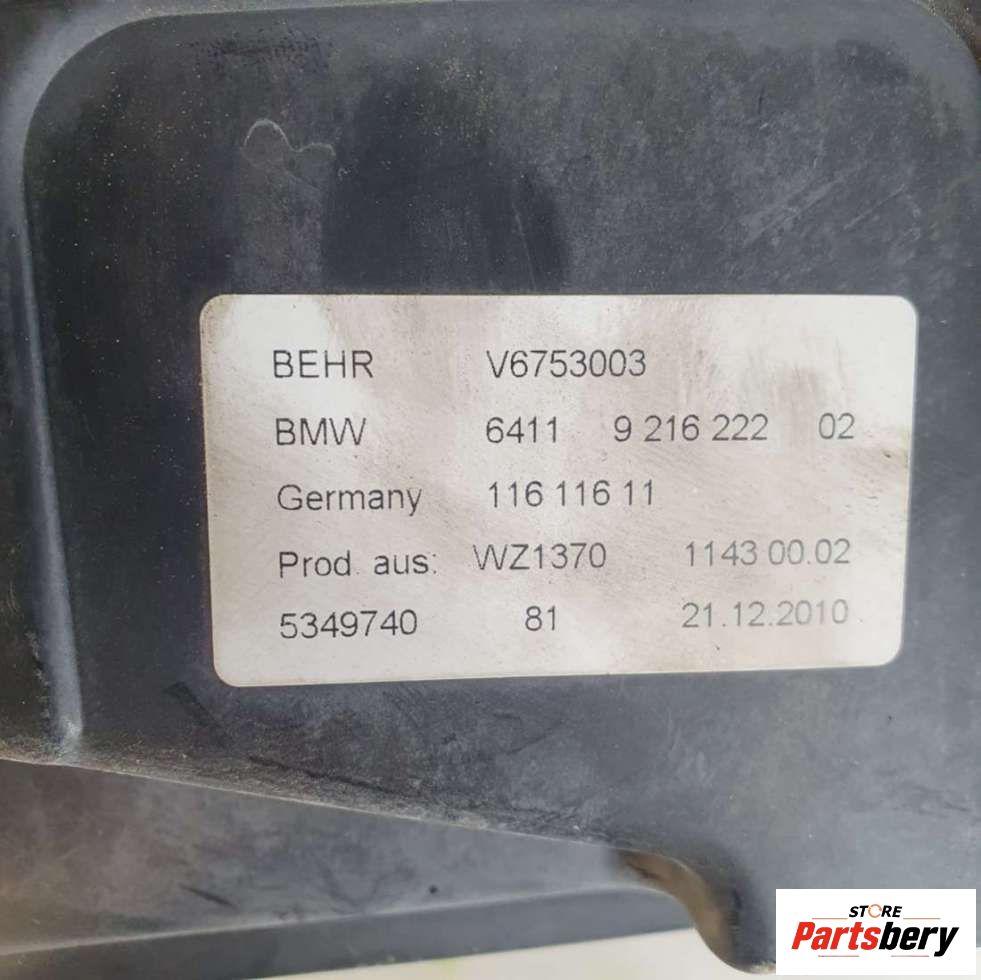 BEHR V6753003
BMW 6411 9 216 222 02
Germany 116 116 11
Prod. aus: WZ1370 1143 00.02
5349740 81 21.12.2010
STORE
Partsbery